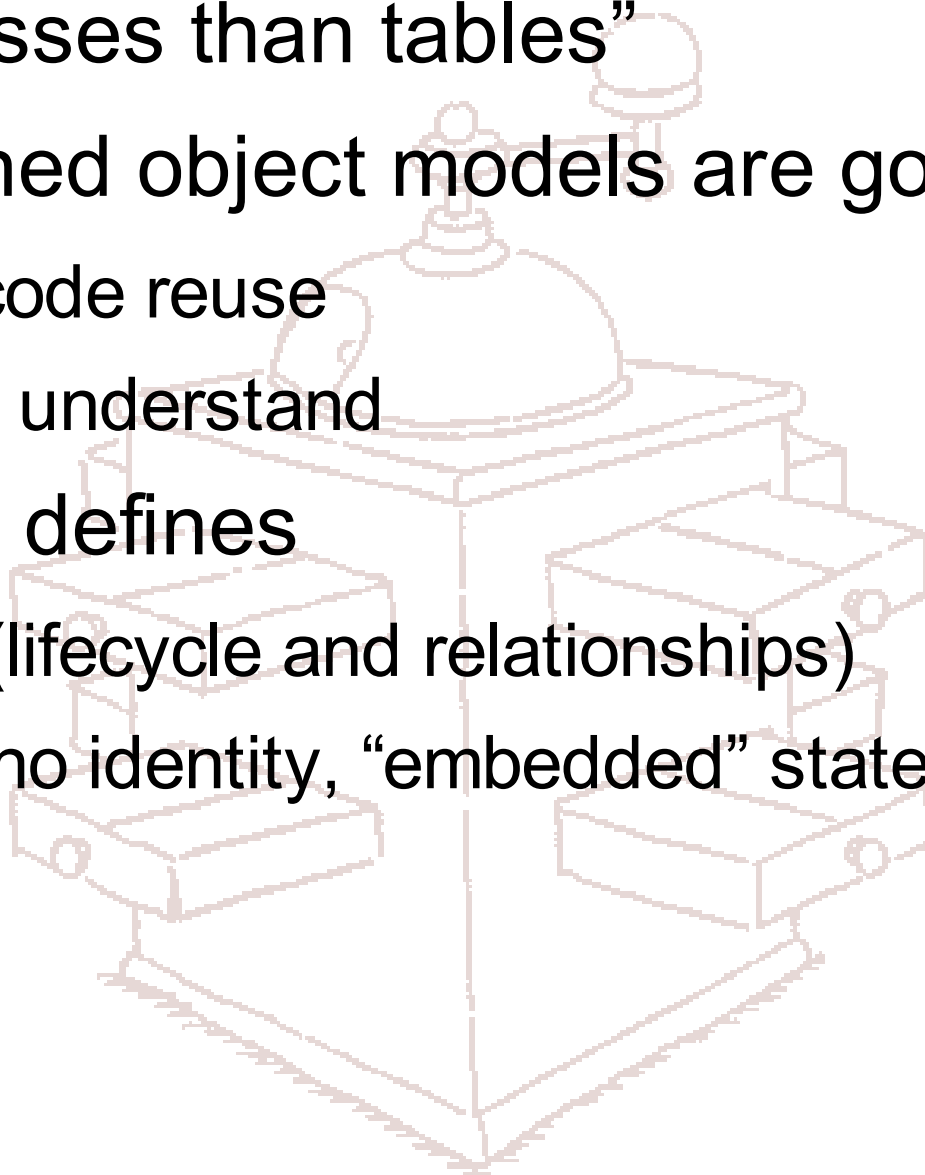 sses than tables”
ned object models are go
code reuse
understand
defines
(lifecycle and relationships)
no identity, “embedded” state